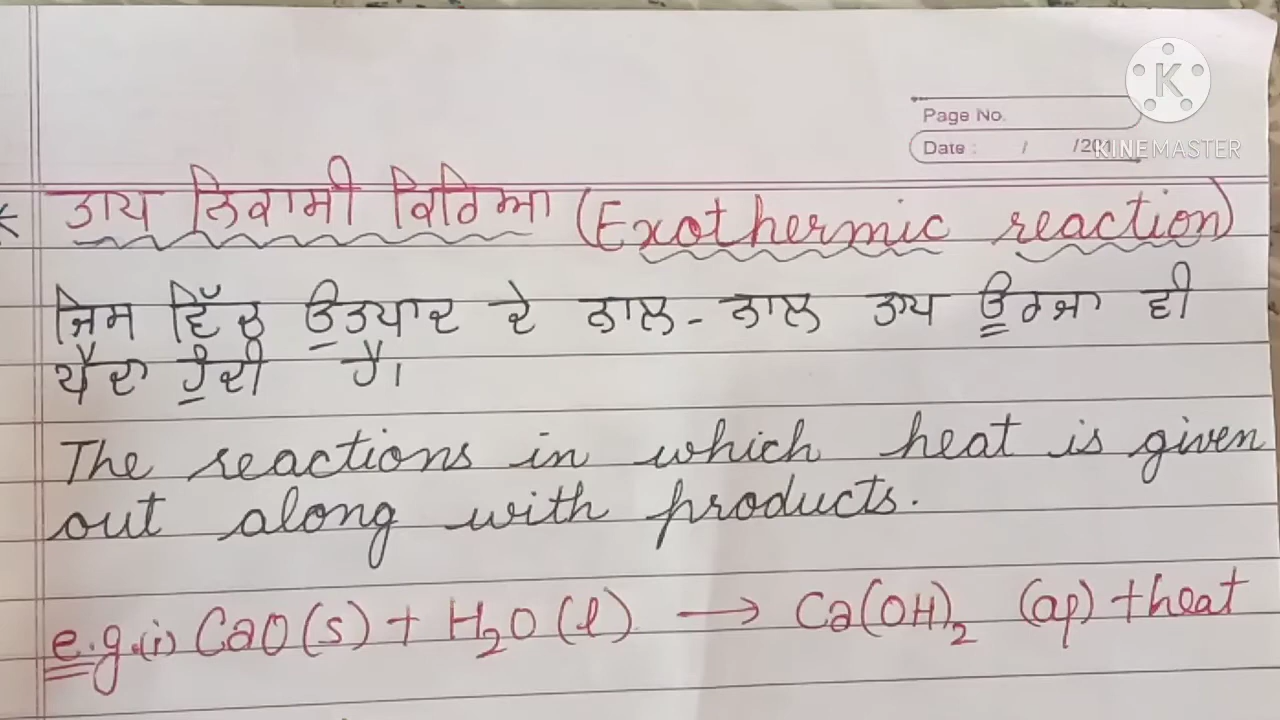 K
KINEMASTER
Page No.
Date : / /201
ਤਾਪ ਨਿਕਾਸੀ ਕਿਰਿਆ (Exothermic reaction)
ਜਿਸ ਵਿੱਚ ਉਤਪਾਦ ਦੇ ਨਾਲ - ਨਾਲ ਤਾਪ ਊਰਜਾ ਵੀ
ਪੈਦਾ ਹੁੰਦੀ ਹੈ।
The reactions in which heat is given
out along with products.
e.g.(i) CaO(s) + H₂O(l) → Ca(OH)₂ (aq) + heat